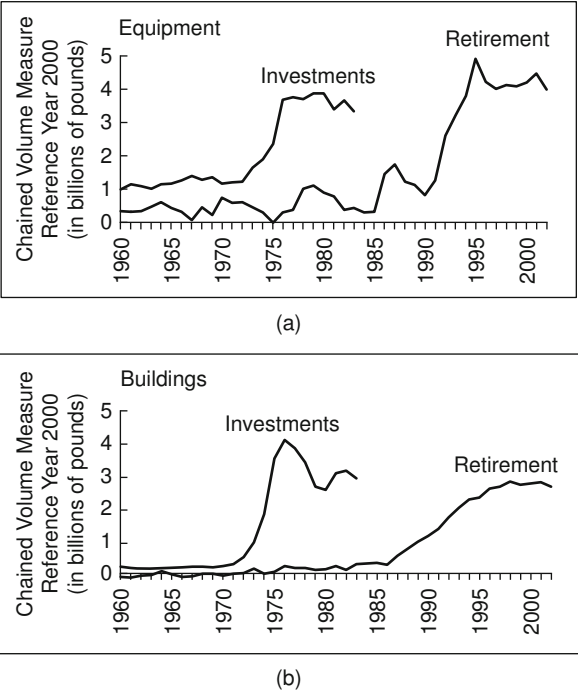 Equipment
Retirement
Investments
Chained Volume Measure
Reference Year 2000
(in billions of pounds)
5
4
3
2
1
0
1960
1965
1970
1975
1980
1985
1990
1995
2000
(a)
Buildings
Investments
Retirement
Chained Volume Measure
Reference Year 2000
(in billions of pounds)
5
4
3
2
1
0
1960
1965
1970
1975
1980
1985
1990
1995
2000
(b)